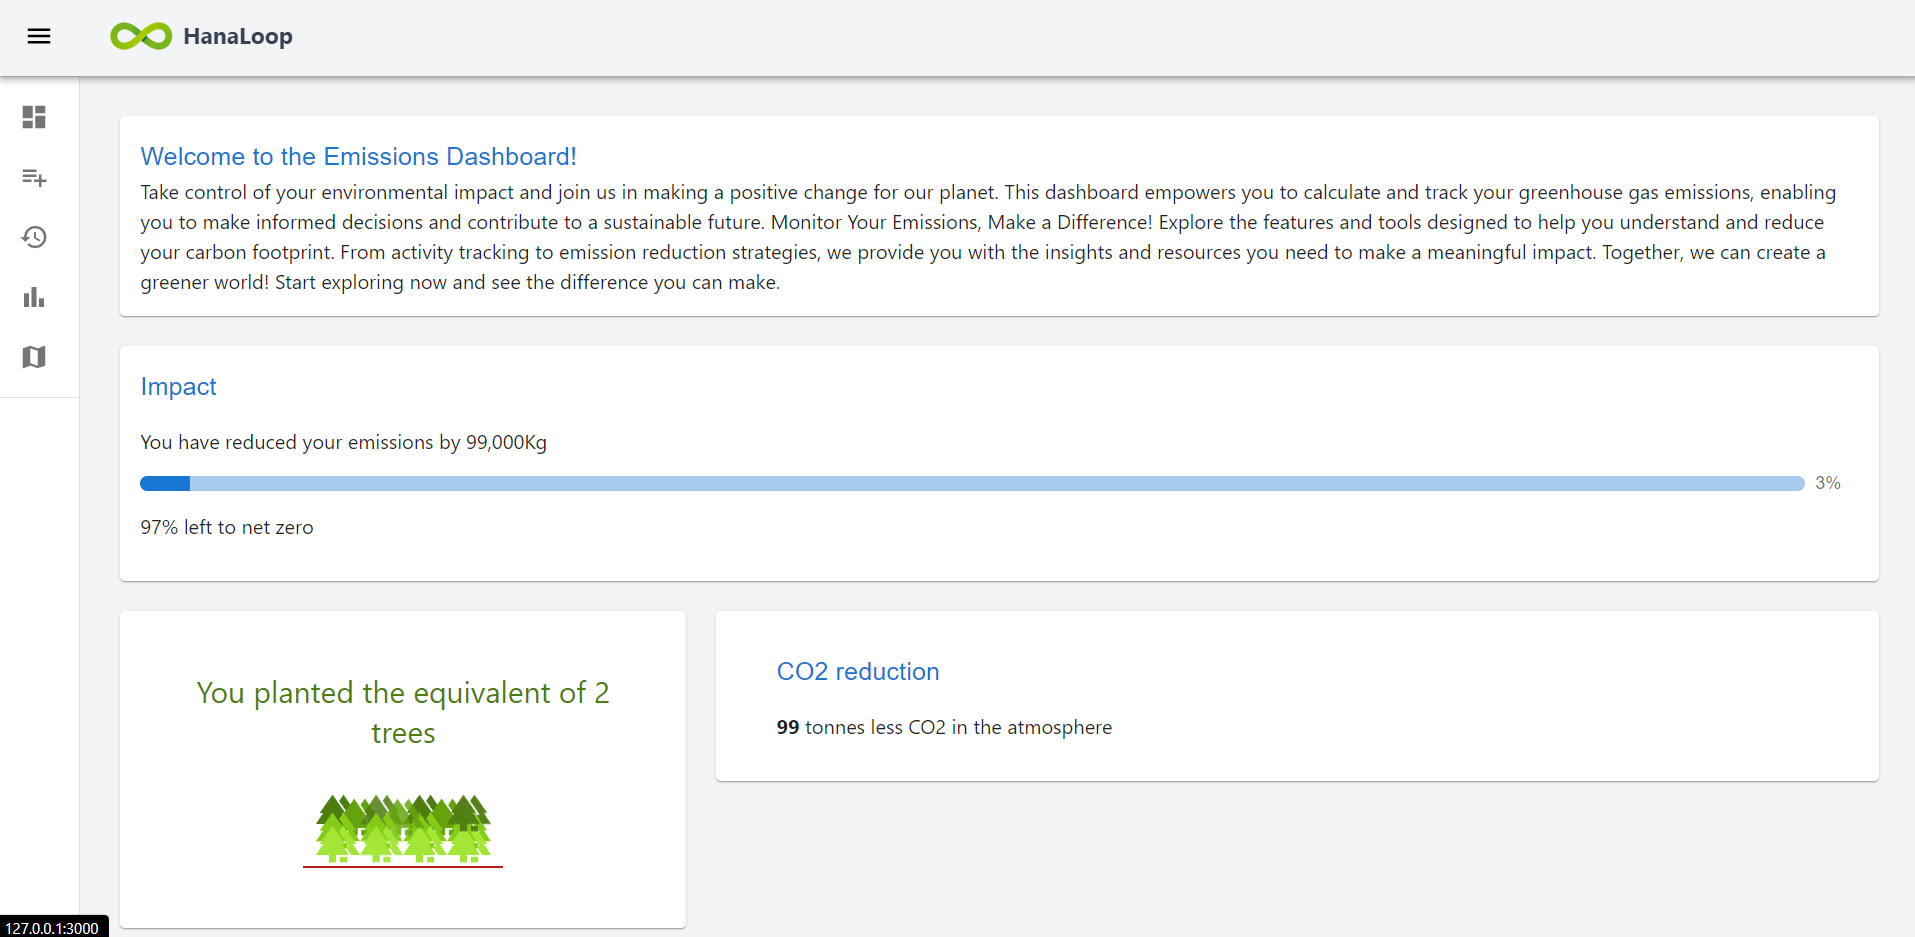 HanaLoop
Welcome to the Emissions Dashboard!
Take control of your environmental impact and join us in making a positive change for our planet. This dashboard empowers you to calculate and track your greenhouse gas emissions, enabling
you to make informed decisions and contribute to a sustainable future. Monitor Your Emissions, Make a Difference! Explore the features and tools designed to help you understand and reduce
your carbon footprint. From activity tracking to emission reduction strategies, we provide you with the insights and resources you need to make a meaningful impact. Together, we can create a
greener world! Start exploring now and see the difference you can make.
Impact
You have reduced your emissions by 99,000Kg
3%
97% left to net zero
You planted the equivalent of 2
trees
CO2 reduction
99 tonnes less CO2 in the atmosphere
127.0.0.1:3000